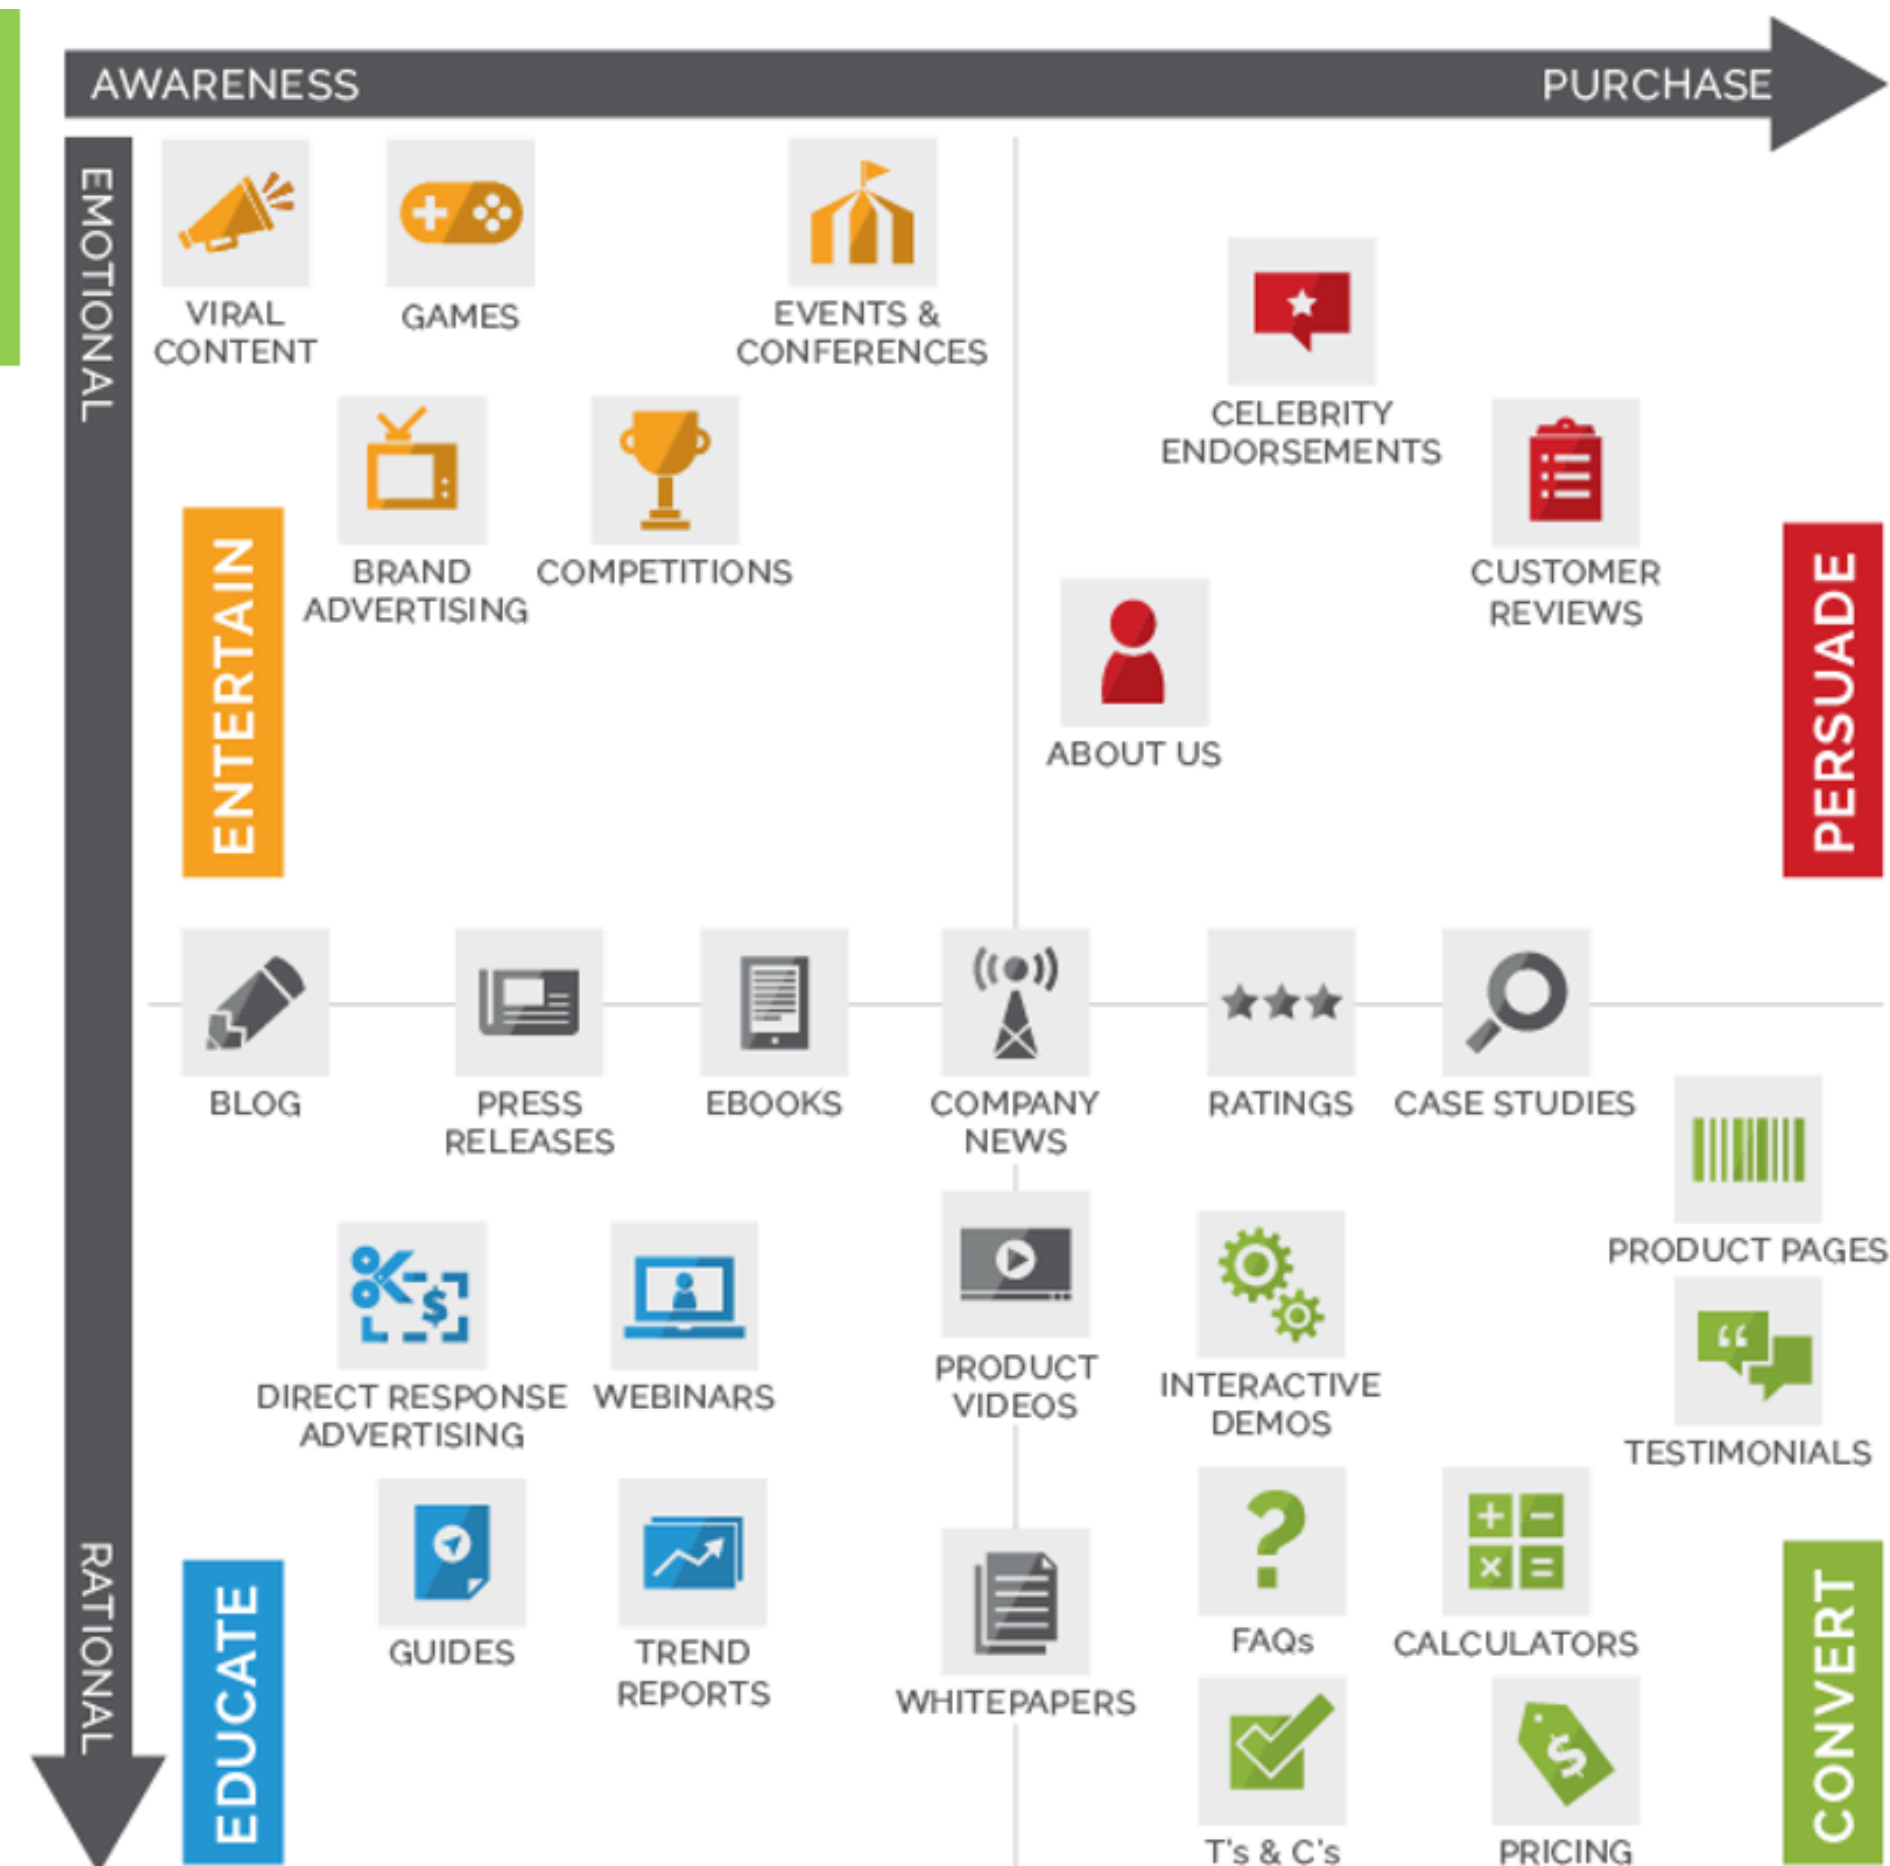 AWARENESS
PURCHASE
EMOTIONAL
VIRAL
CONTENT
GAMES
EVENTS &
CONFERENCES
CELEBRITY
ENDORSEMENTS
BRAND
ADVERTISING
COMPETITIONS
CUSTOMER
REVIEWS
ENTERTAIN
PERSUADE
ABOUT US
BLOG
PRESS
RELEASES
EBOOKS
COMPANY
NEWS
RATINGS
CASE STUDIES
PRODUCT PAGES
DIRECT RESPONSE
ADVERTISING
WEBINARS
PRODUCT
VIDEOS
INTERACTIVE
DEMOS
TESTIMONIALS
RATIONAL
EDUCATE
GUIDES
TREND
REPORTS
WHITEPAPERS
FAQs
CALCULATORS
CONVERT
T's & C's
PRICING